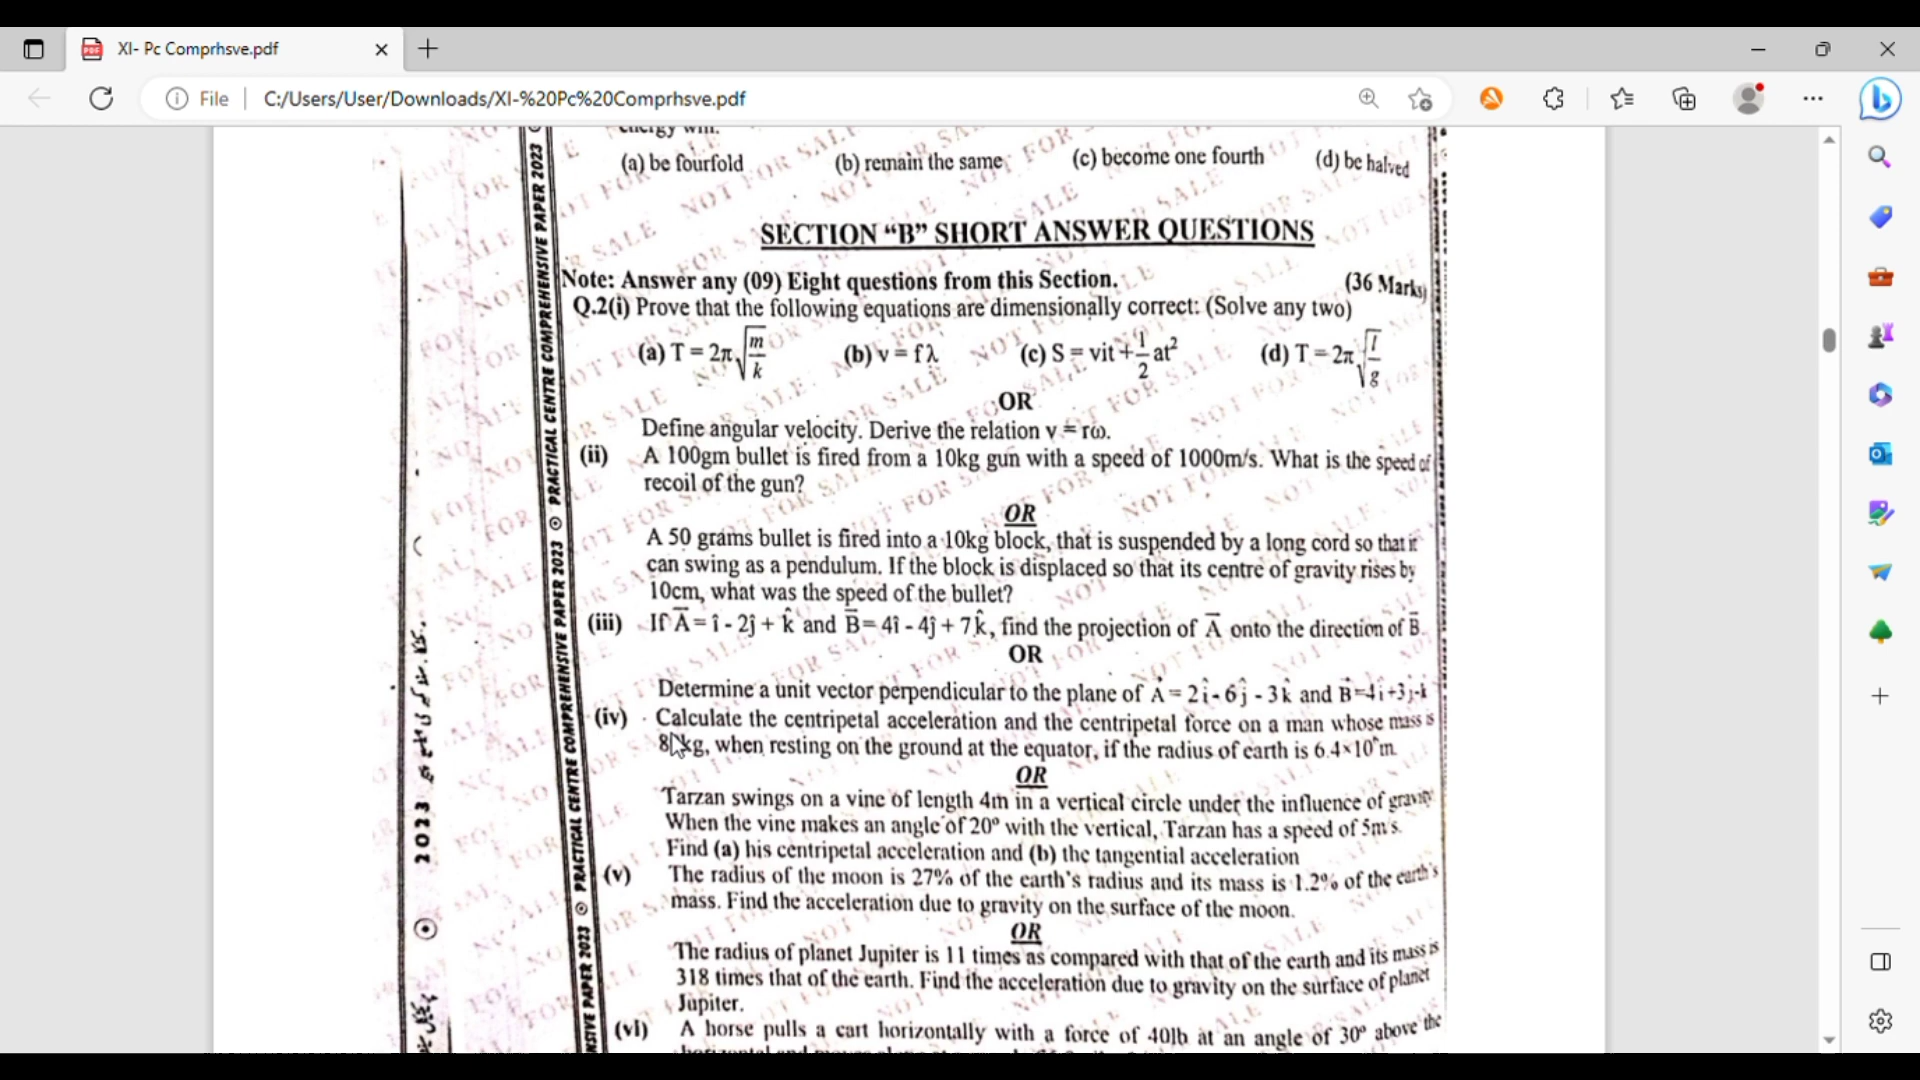 XI- Pc Comprhsve.pdf
File C:/Users/User/Downloads/XI-%20Pc%20Comprhsve.pdf
energy will.
(a) be fourfold (b) remain the same (c) become one fourth (d) be halved
SECTION “B” SHORT ANSWER QUESTIONS
Note: Answer any (09) Eight questions from this Section. (36 Marks)
Q.2(i) Prove that the following equations are dimensionally correct: (Solve any two)
(a) T = 2π√m/k (b) v = fλ (c) S = vit + 1/2 at² (d) T = 2π√l/g
OR
Define angular velocity. Derive the relation v = rω.
(ii) A 100gm bullet is fired from a 10kg gun with a speed of 1000m/s. What is the speed of
recoil of the gun?
OR
A 50 grams bullet is fired into a 10kg block, that is suspended by a long cord so that it
can swing as a pendulum. If the block is displaced so that its centre of gravity rises by
10cm, what was the speed of the bullet?
(iii) If A = î - 2ĵ + k̂ and B = 4î - 4ĵ + 7k̂, find the projection of A onto the direction of B.
OR
Determine a unit vector perpendicular to the plane of A = 2î - 6ĵ - 3k̂ and B=4î+3ĵ-k̂
(iv) Calculate the centripetal acceleration and the centripetal force on a man whose mass is
kg, when resting on the ground at the equator, if the radius of earth is 6.4×10 m.
OR
Tarzan swings on a vine of length 4m in a vertical circle under the influence of gravity.
When the vine makes an angle of 20° with the vertical, Tarzan has a speed of 5m/s.
Find (a) his centripetal acceleration and (b) the tangential acceleration
(v) The radius of the moon is 27% of the earth's radius and its mass is 1.2% of the earth's
mass. Find the acceleration due to gravity on the surface of the moon.
OR
The radius of planet Jupiter is 11 times as compared with that of the earth and its mass is
318 times that of the earth. Find the acceleration due to gravity on the surface of planet
Jupiter.
(vi) A horse pulls a cart horizontally with a force of 40lb at an angle of 30° above the
PRACTICAL CENTRE COMPREHENSIVE PAPER 2023
PRACTICAL CENTRE COMPREHENSIVE PAPER 2023
2023
NOT FOR SALE